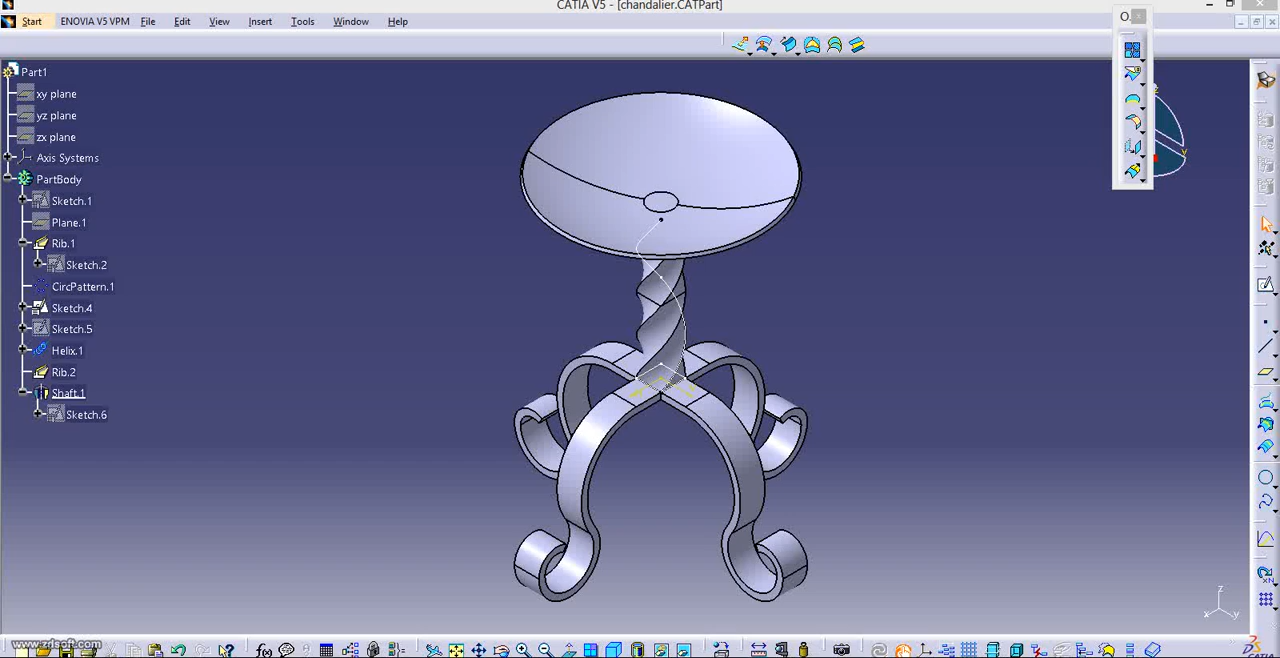 CATIA V5 - [chandalier.CATPart]
Start ENOVIA V5 VPM File Edit View Insert Tools Window Help
O.
Part1
xy plane
yz plane
zx plane
Axis Systems
PartBody
Sketch.1
Plane.1
Rib.1
Sketch.2
CircPattern.1
Sketch.4
Sketch.5
Helix.1
Rib.2
Shaft.1
Sketch.6
z
y
z
x y
www.zdsoft.com
CATIA